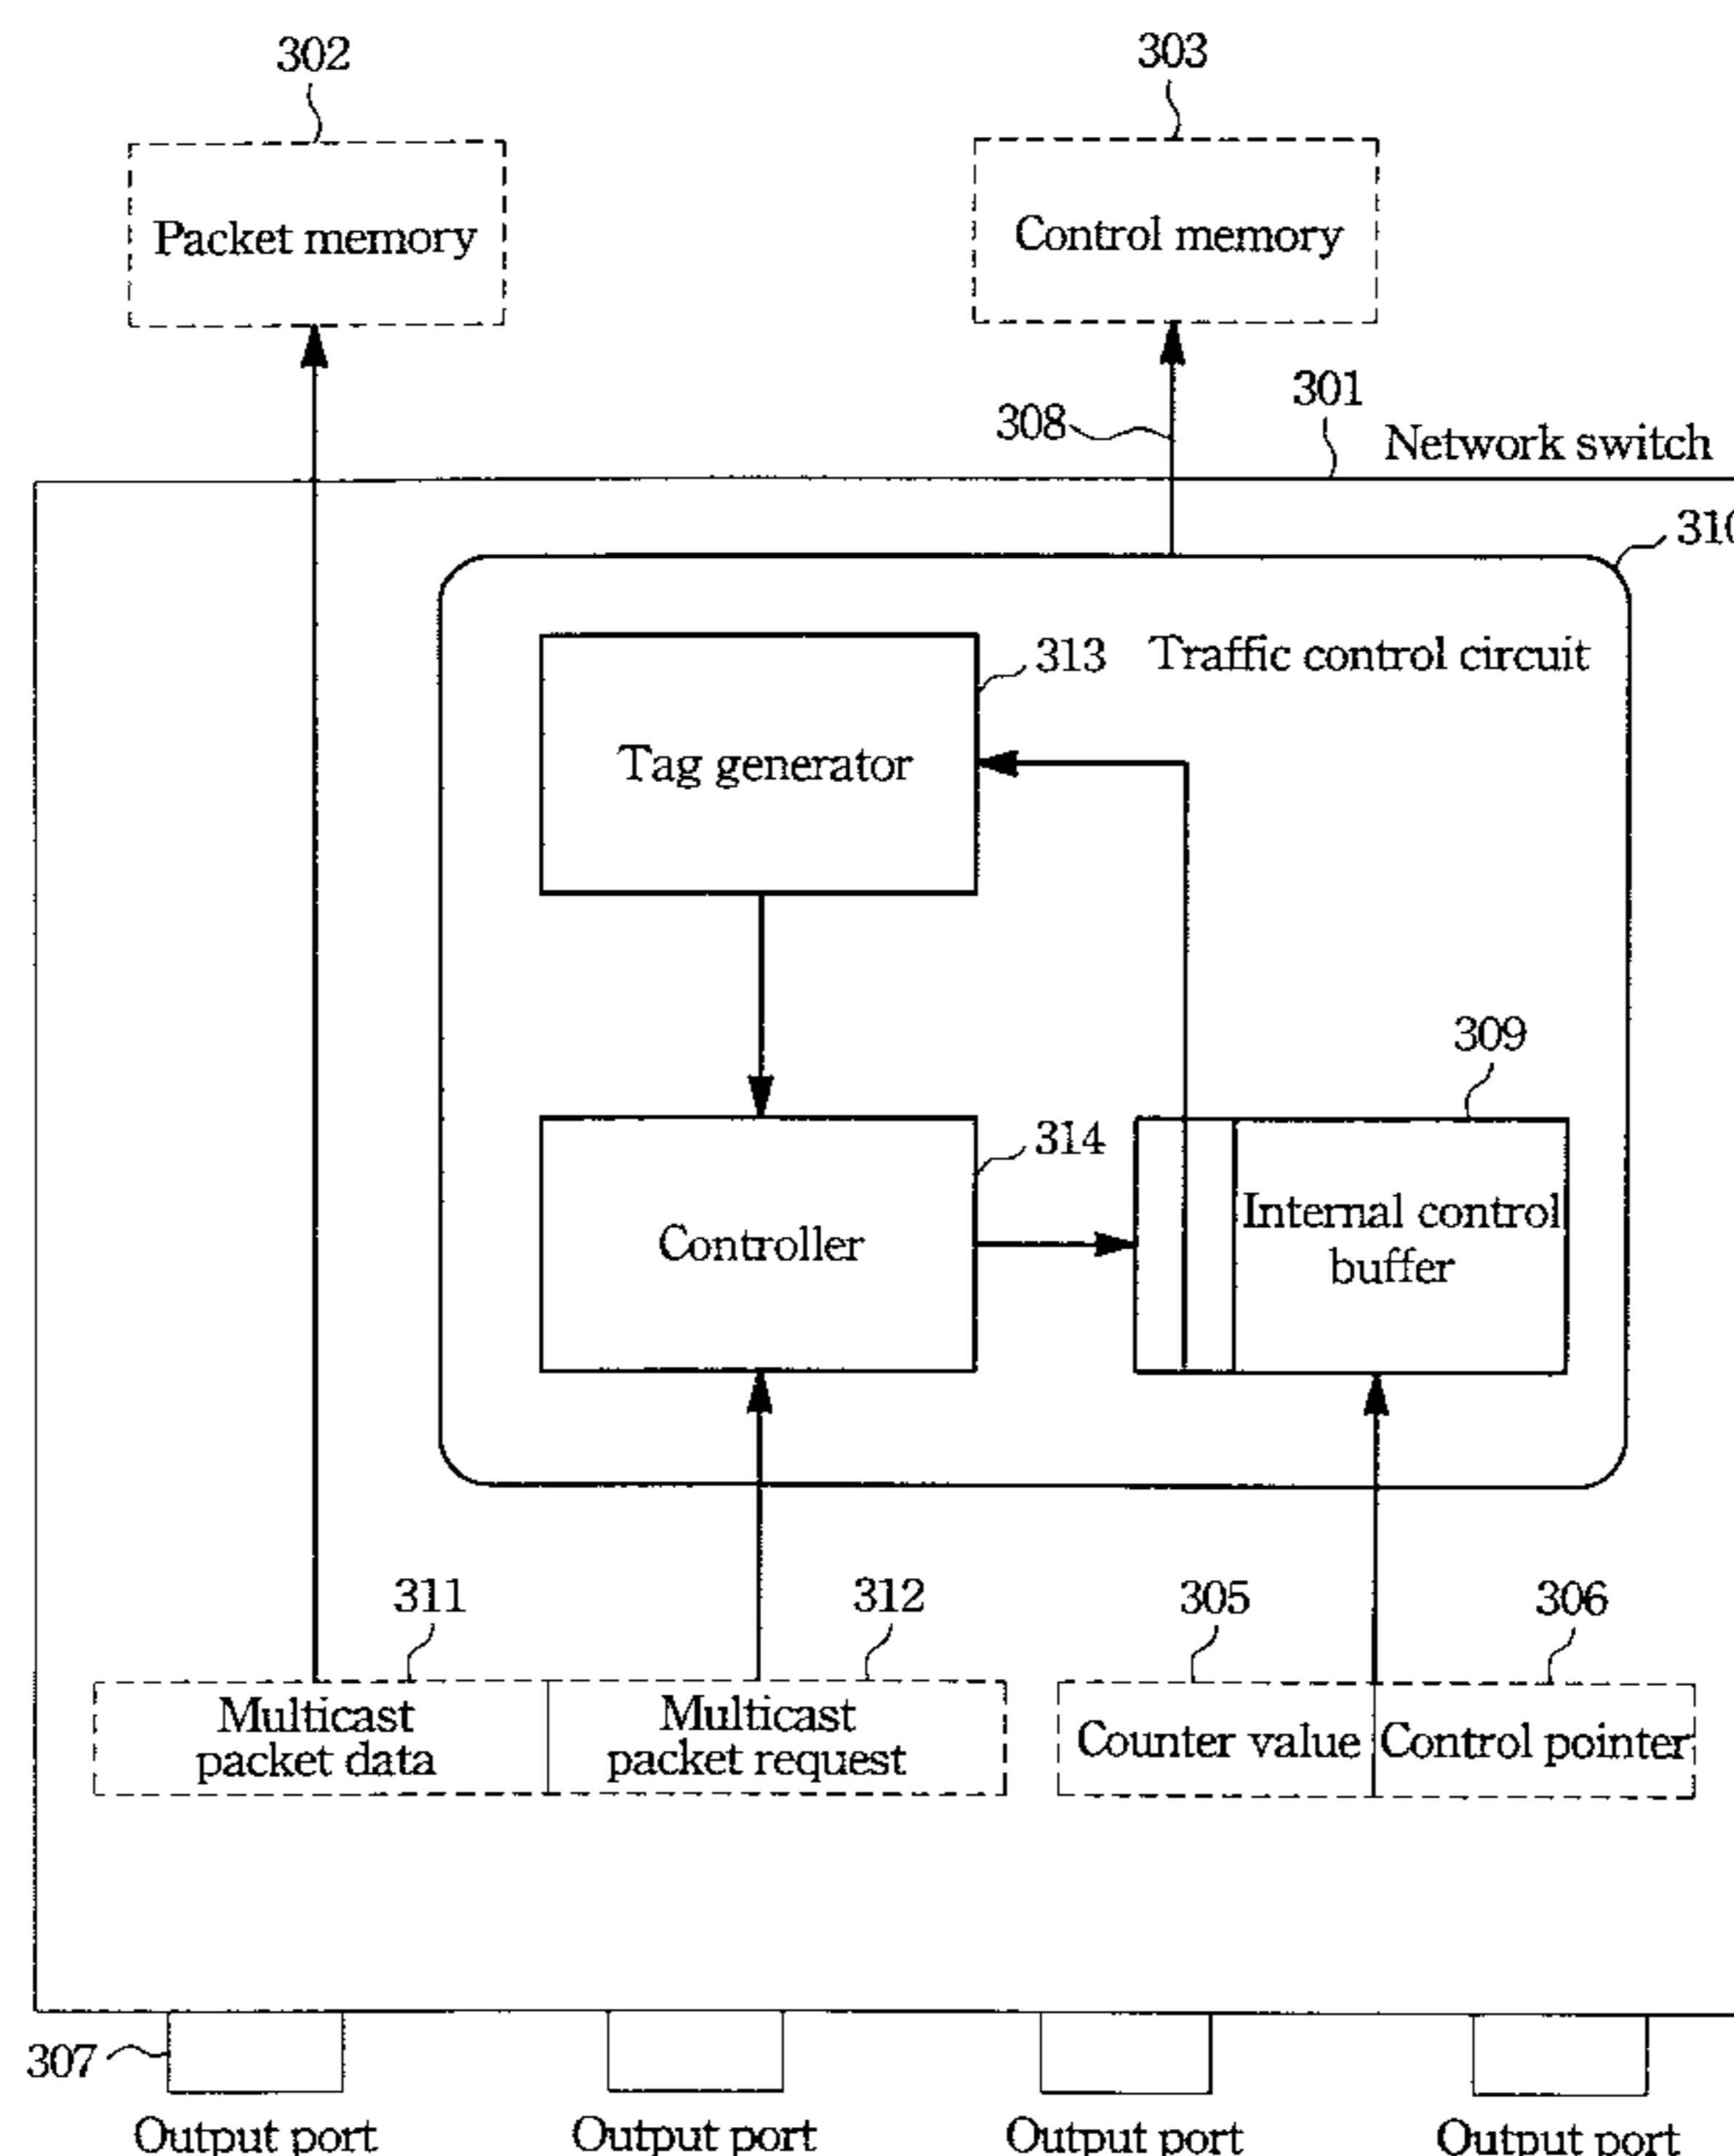 302
303
Packet memory
Control memory
301
308
Network switch
310
313
Traffic control circuit
Tag generator
309
314
Internal control
buffer
Controller
311
312
305
306
Multicast
packet data
Multicast
packet request
Counter value
Control pointer
307
Output port
Output port
Output port
Output port